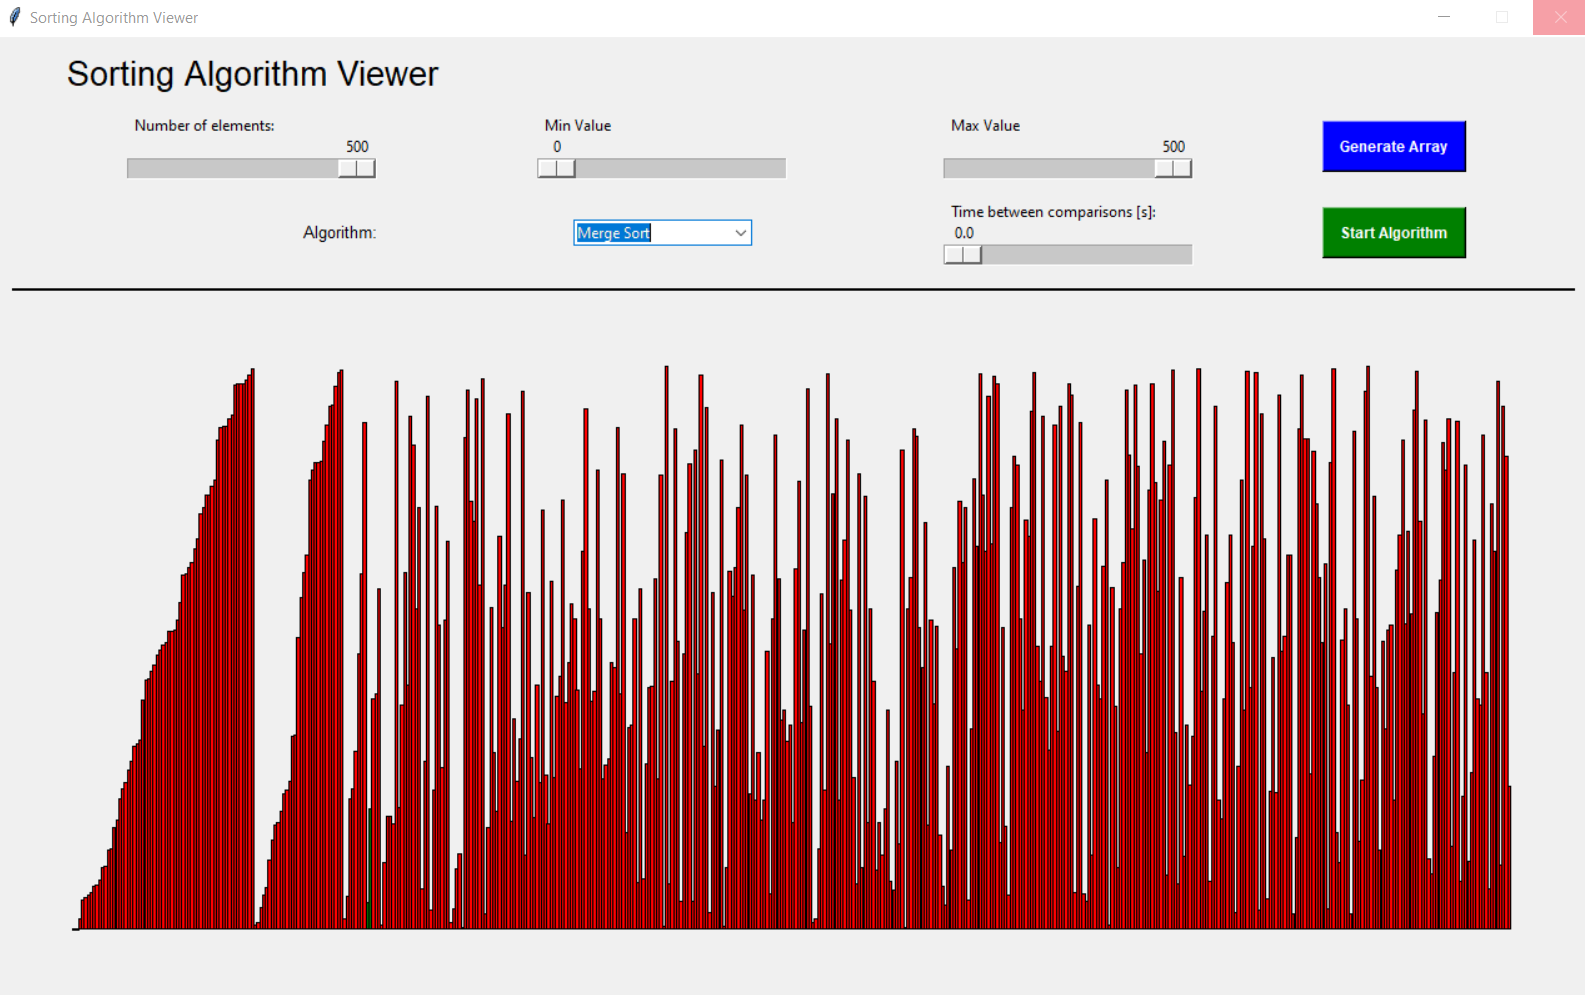 Sorting Algorithm Viewer
Sorting Algorithm Viewer
Number of elements:
500
Min Value
0
Max Value
500
Generate Array
Algorithm:
Merge Sort
Time between comparisons [s]:
0.0
Start Algorithm